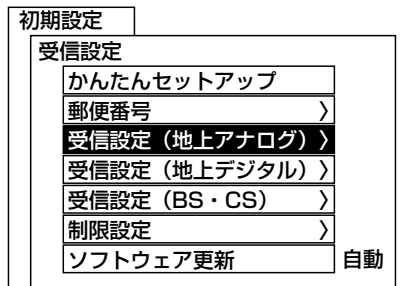 初期設定
受信設定
かんたんセットアップ
郵便番号 〉
受信設定（地上アナログ）〉
受信設定（地上デジタル）〉
受信設定（BS・CS） 〉
制限設定 〉
ソフトウェア更新 自動